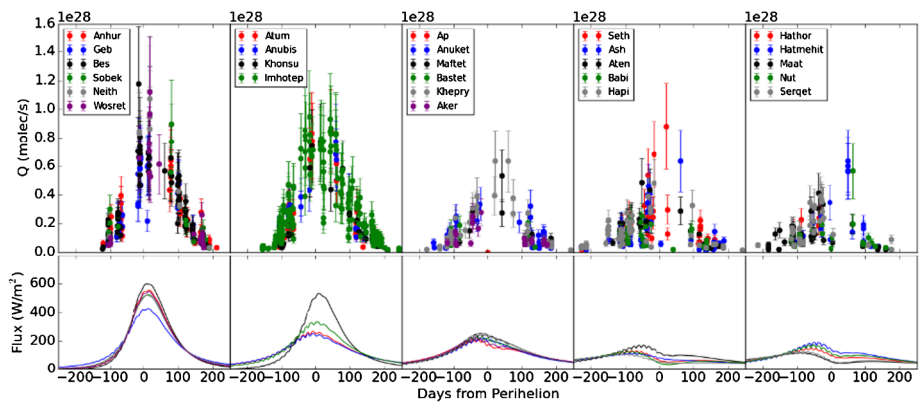 1e28 1e28 1e28 1e28 1e28
Q (molec/s)
1.6
1.4
1.2
1.0
0.8
0.6
0.4
0.2
0.0
Anhur
Geb
Bes
Sobek
Neith
Wosret
Atum
Anubis
Khonsu
Imhotep
Ap
Anuket
Maftet
Bastet
Khepry
Aker
Seth
Ash
Aten
Babi
Hapi
Hathor
Hatmehit
Maat
Nut
Serqet
Flux (W/m²)
600
400
200
0
−200−100 0 100 200 −200−100 0 100 200 −200−100 0 100 200 −200−100 0 100 200 −200−100 0 100 200
Days from Perihelion